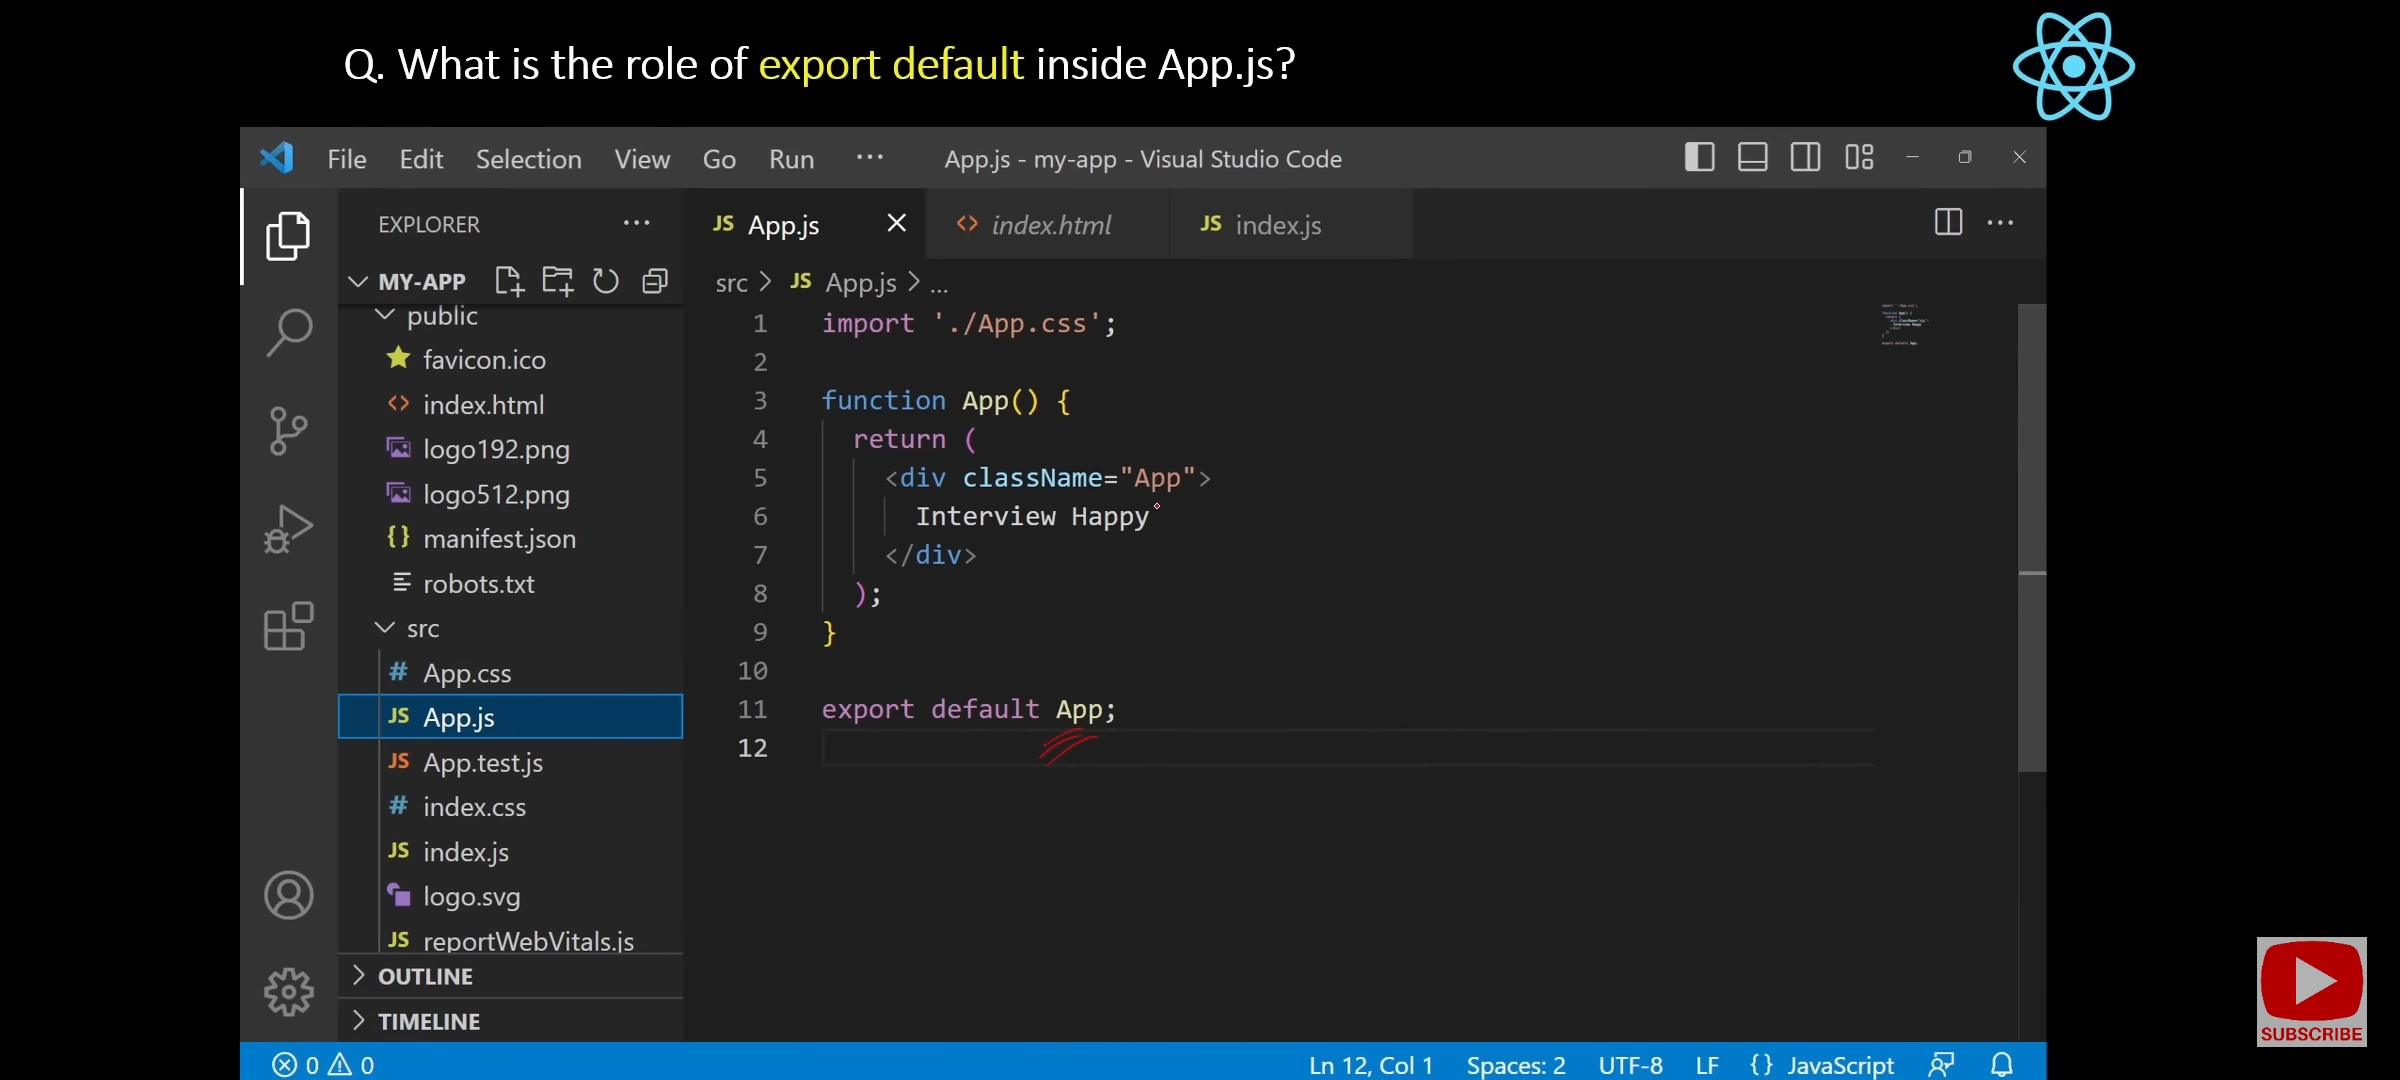 Q. What is the role of export default inside App.js?
File Edit Selection View Go Run ... App.js - my-app - Visual Studio Code
EXPLORER ...
JS App.js <> index.html JS index.js ...
MY-APP
src > JS App.js > ...
public
favicon.ico
<> index.html
logo192.png
logo512.png
{} manifest.json
robots.txt
src
# App.css
JS App.js
JS App.test.js
# index.css
JS index.js
logo.svg
JS reportWebVitals.js
OUTLINE
TIMELINE
1 import './App.css';
2
3 function App() {
4 return (
5 <div className="App">
6 Interview Happy
7 </div>
8 );
9 }
10
11 export default App;
12
SUBSCRIBE
0 0 Ln 12, Col 1 Spaces: 2 UTF-8 LF {} JavaScript